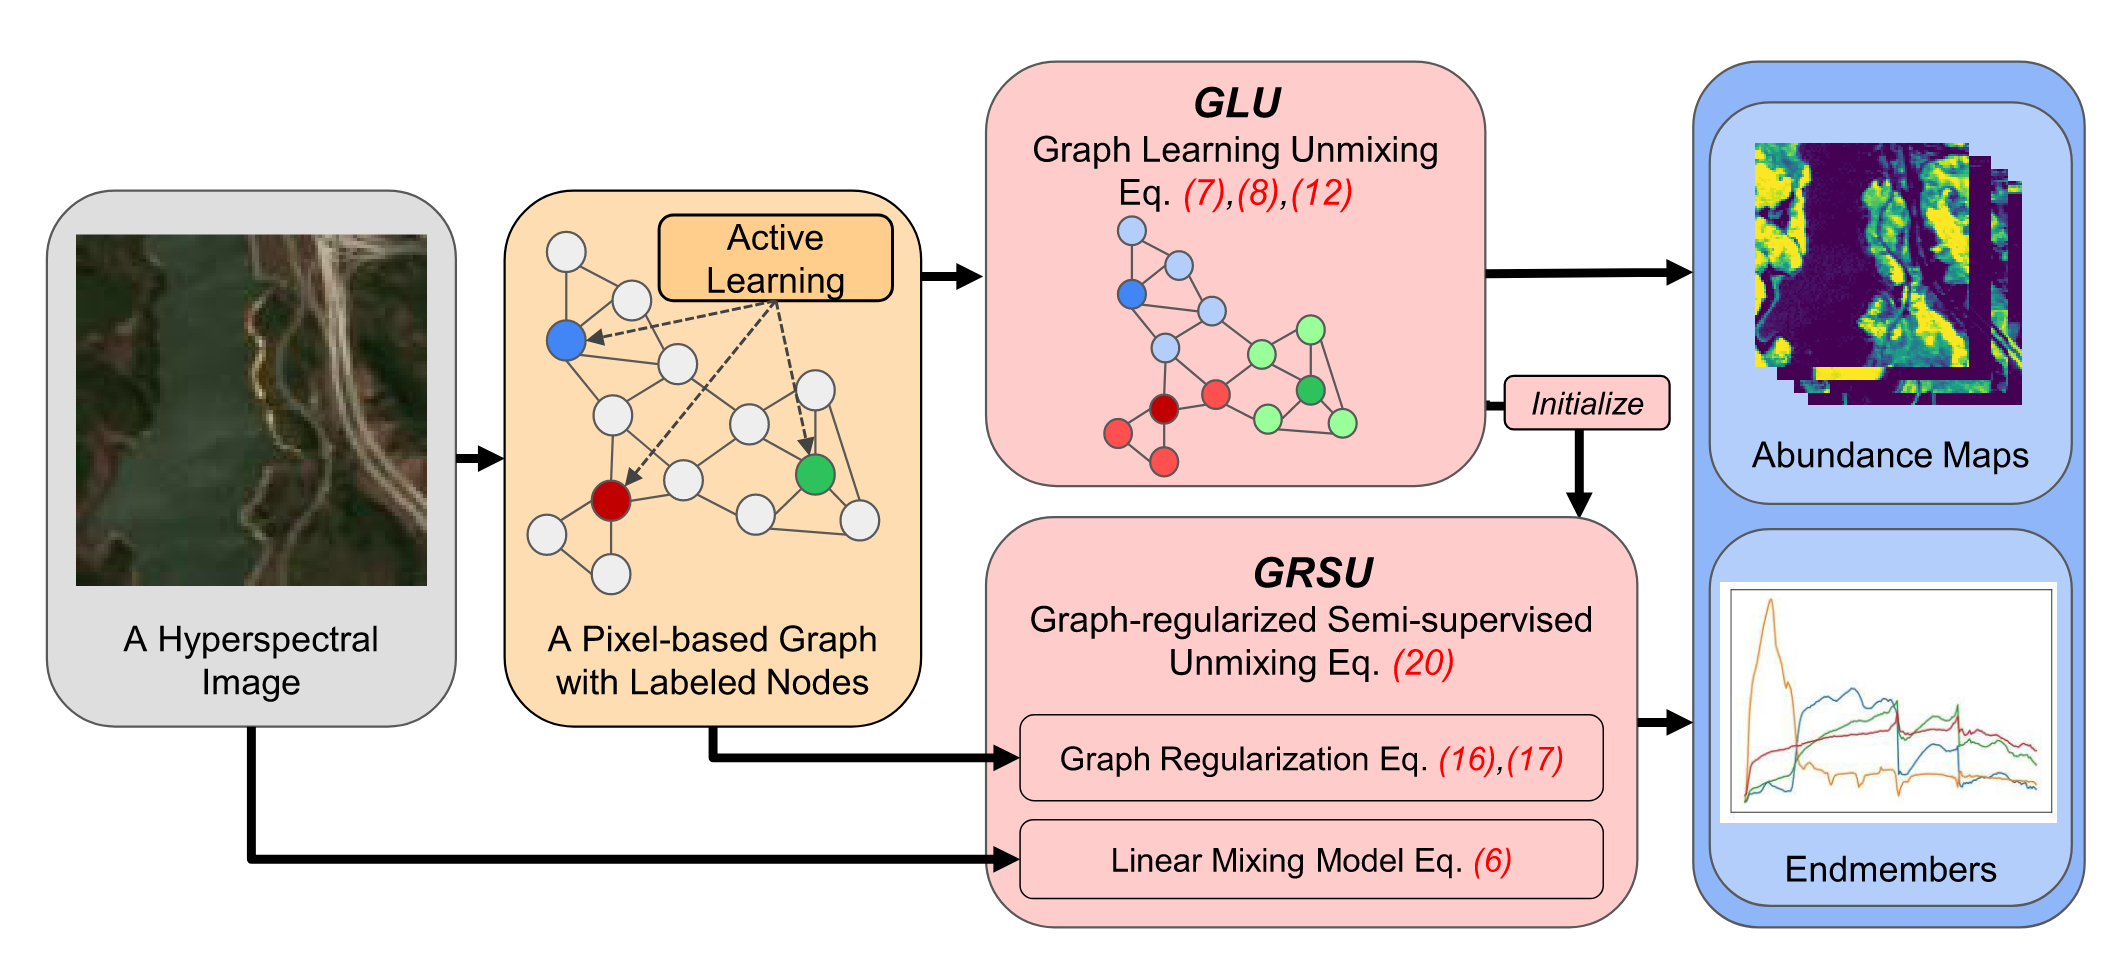 A Hyperspectral
Image
Active
Learning
A Pixel-based Graph
with Labeled Nodes
GLU
Graph Learning Unmixing
Eq. (7),(8),(12)
Initialize
GRSU
Graph-regularized Semi-supervised
Unmixing Eq. (20)
Graph Regularization Eq. (16),(17)
Linear Mixing Model Eq. (6)
Abundance Maps
Endmembers